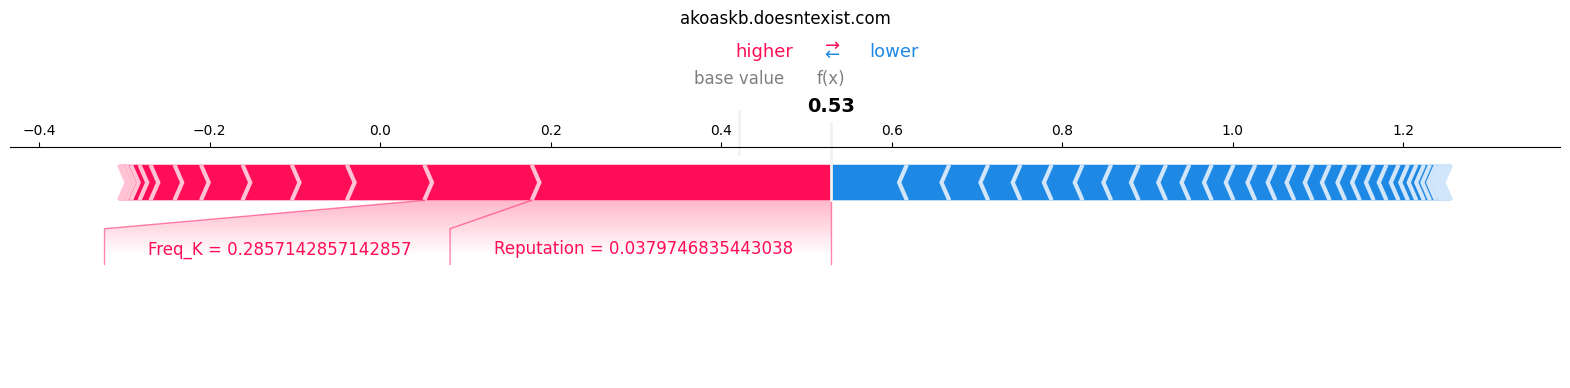 akoaskb.doesntexist.com
higher → ← lower
base value f(x)
0.53
−0.4 −0.2 0.0 0.2 0.4 0.6 0.8 1.0 1.2
Freq_K = 0.2857142857142857 Reputation = 0.0379746835443038